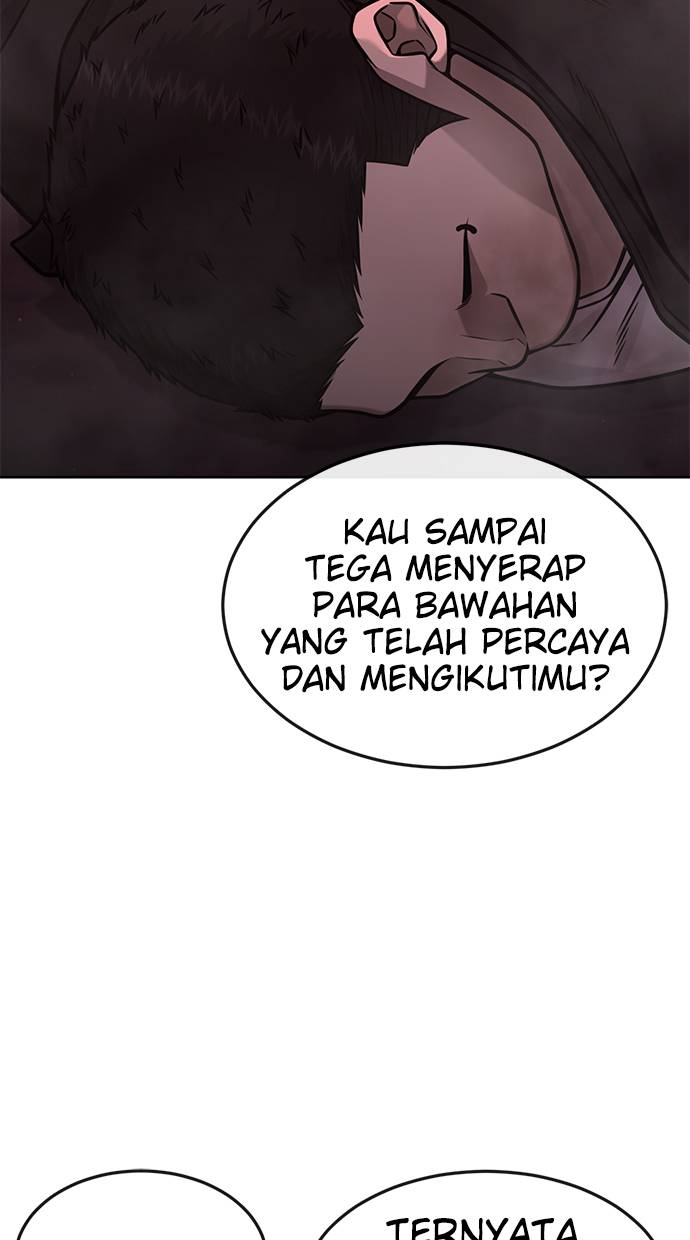 KAU SAMPAI
TEGA MENYERAP
PARA BAWAHAN
YANG TELAH PERCAYA
DAN MENGIKUTIMU?
TERNYATA